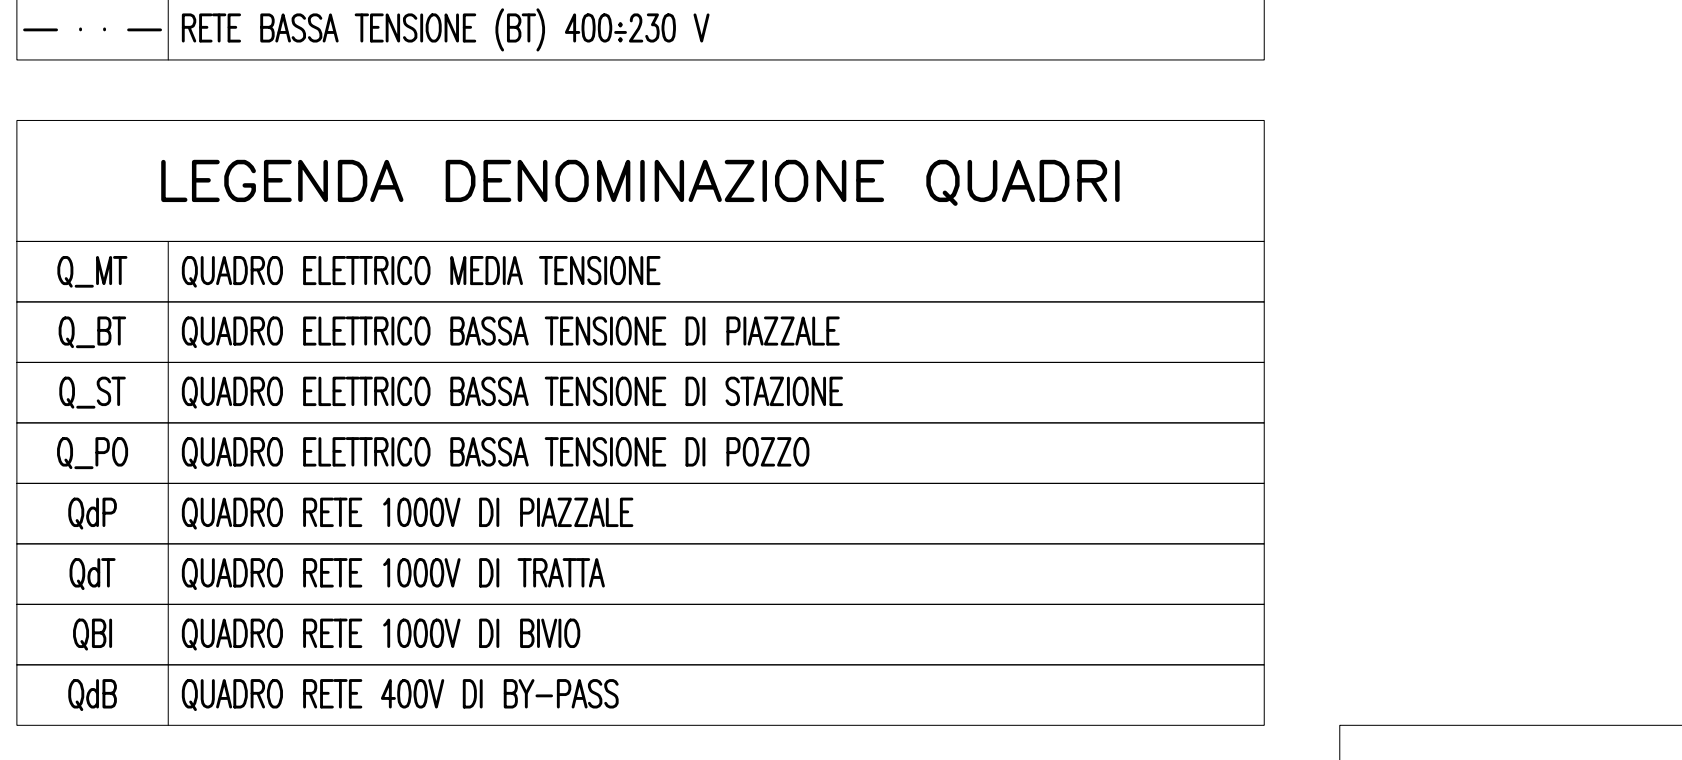 RETE BASSA TENSIONE (BT) 400÷230 V
LEGENDA DENOMINAZIONE QUADRI
Q_MT QUADRO ELETTRICO MEDIA TENSIONE
Q_BT QUADRO ELETTRICO BASSA TENSIONE DI PIAZZALE
Q_ST QUADRO ELETTRICO BASSA TENSIONE DI STAZIONE
Q_PO QUADRO ELETTRICO BASSA TENSIONE DI POZZO
QdP QUADRO RETE 1000V DI PIAZZALE
QdT QUADRO RETE 1000V DI TRATTA
QBI QUADRO RETE 1000V DI BIVIO
QdB QUADRO RETE 400V DI BY-PASS